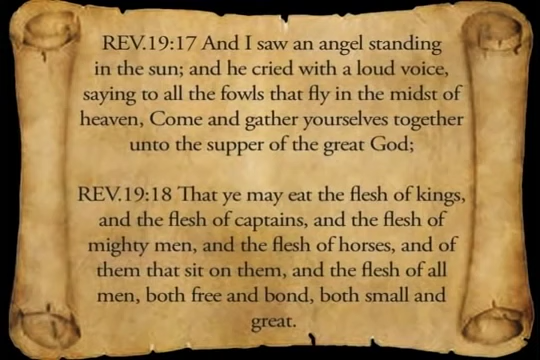 REV.19:17 And I saw an angel standing
in the sun; and he cried with a loud voice,
saying to all the fowls that fly in the midst of
heaven, Come and gather yourselves together
unto the supper of the great God;
REV.19:18 That ye may eat the flesh of kings,
and the flesh of captains, and the flesh of
mighty men, and the flesh of horses, and of
them that sit on them, and the flesh of all
men, both free and bond, both small and
great.